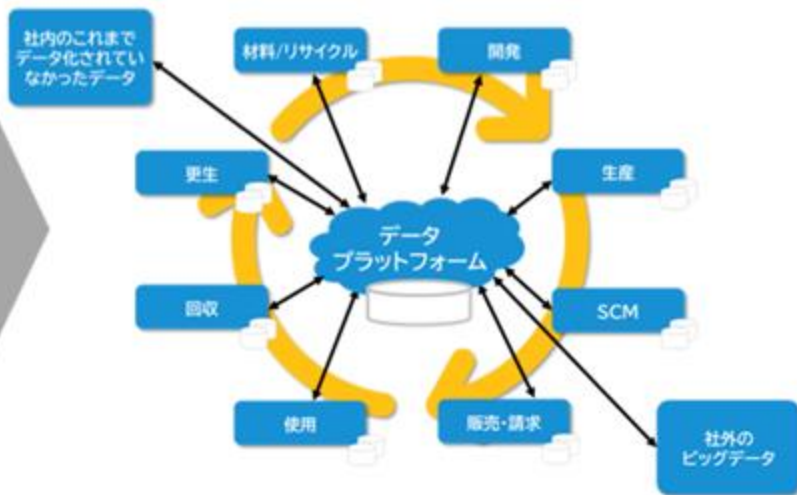 社内のこれまで
データ化されてい
なかったデータ
材料/リサイクル
開発
更生
生産
データ
プラットフォーム
回収
SCM
使用
販売・請求
社外の
ビッグデータ